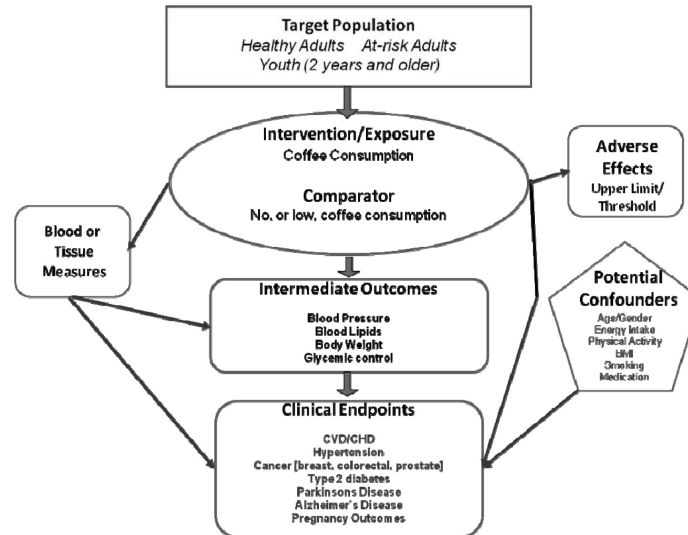 Target Population
Healthy Adults At-risk Adults
Youth (2 years and older)
Intervention/Exposure
Coffee Consumption
Comparator
No, or low, coffee consumption
Adverse
Effects
Upper Limit/
Threshold
Blood or
Tissue
Measures
Intermediate Outcomes
Blood Pressure
Blood Lipids
Body Weight
Glycemic control
Potential
Confounders
Age/Gender
Energy Intake
Physical Activity
BMI
Smoking
Medication
Clinical Endpoints
CVD/CHD
Hypertension
Cancer [breast, colorectal, prostate]
Type 2 diabetes
Parkinsons Disease
Alzheimer's Disease
Pregnancy Outcomes